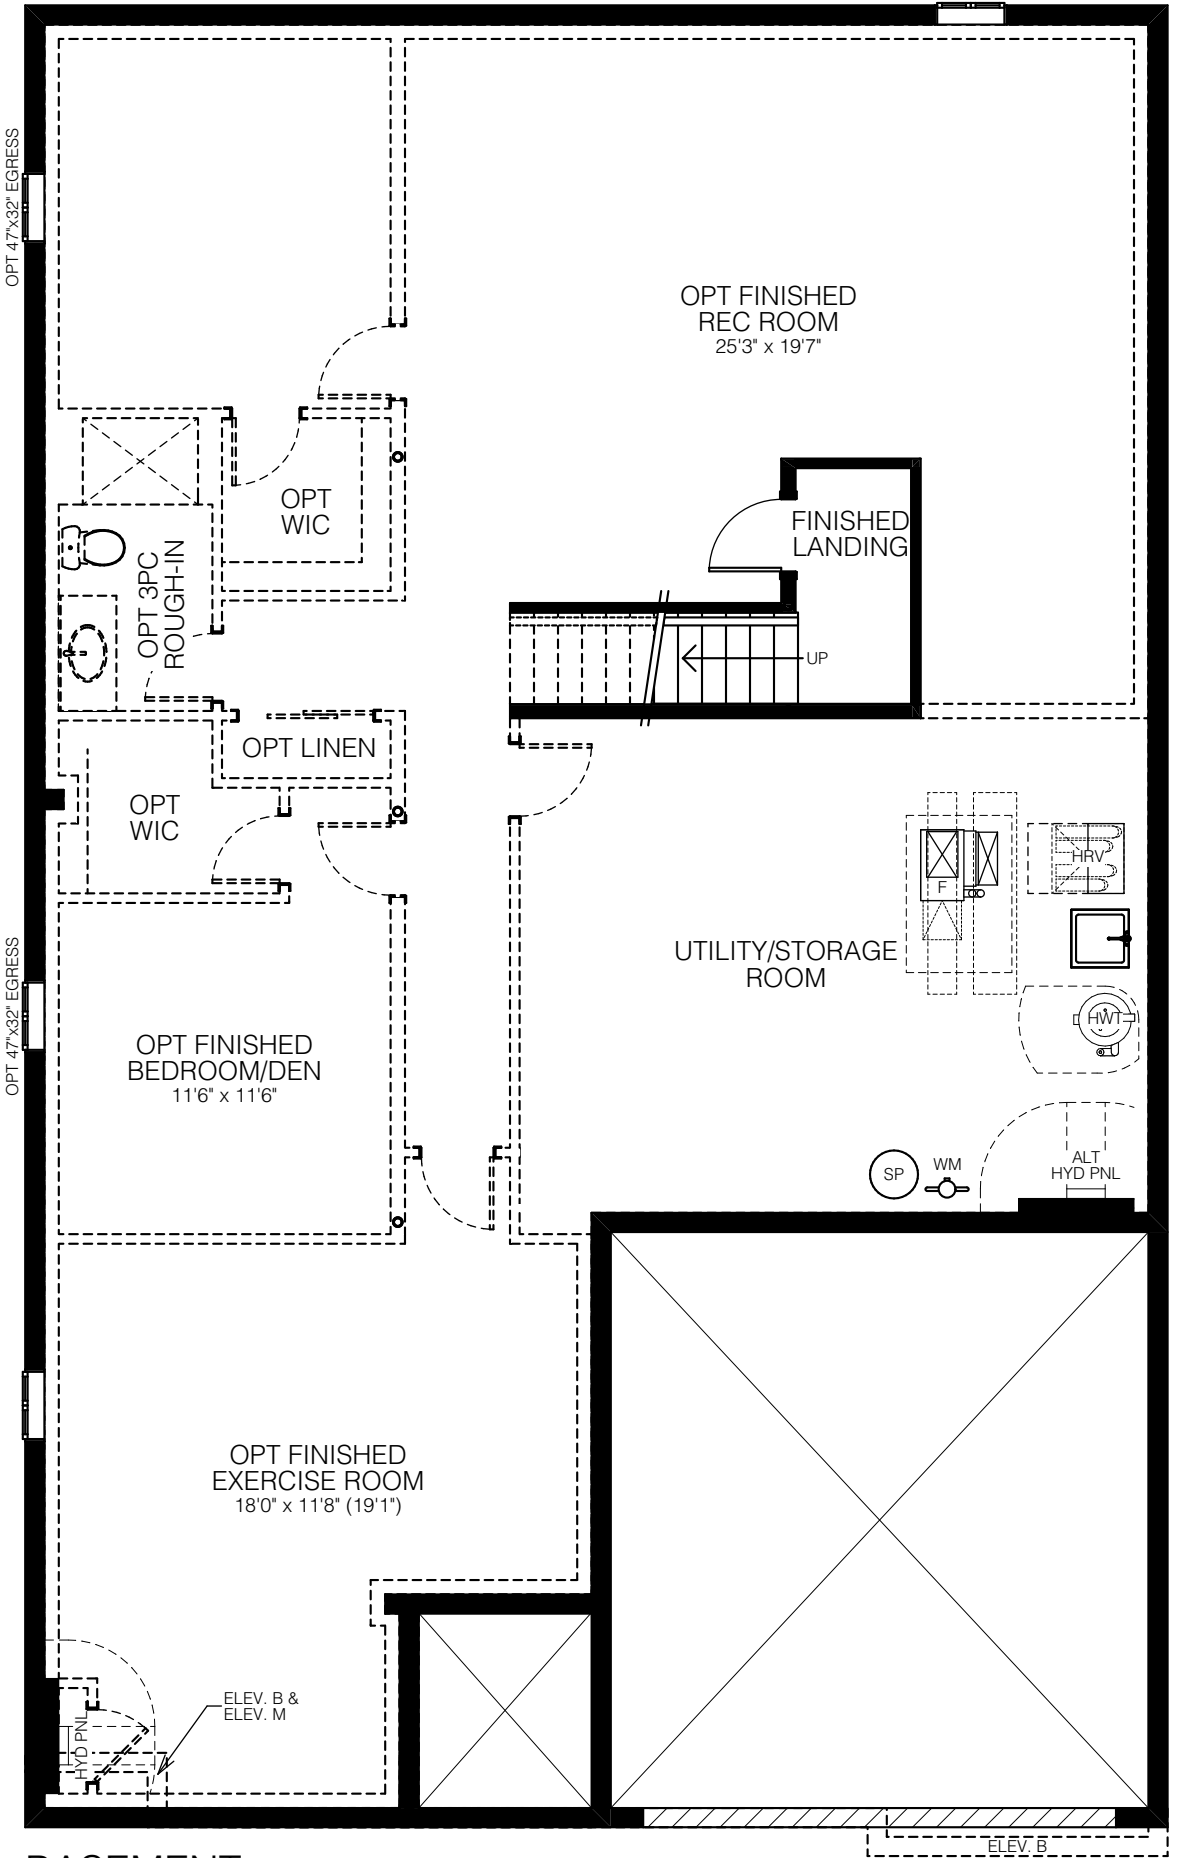 OPT 47"x32" EGRESS
OPT FINISHED
REC ROOM
25'3" x 19'7"
OPT
WIC
FINISHED
LANDING
OPT 3PC
ROUGH-IN
UP
OPT LINEN
OPT
WIC
HRV
F
UTILITY/STORAGE
ROOM
OPT 47"x32" EGRESS
HWT
OPT FINISHED
BEDROOM/DEN
11'6" x 11'6"
SP
WM
ALT
HYD PNL
OPT FINISHED
EXERCISE ROOM
18'0" x 11'8" (19'1")
ELEV. B &
ELEV. M
HYD PNL
ELEV. B
BASEMENT